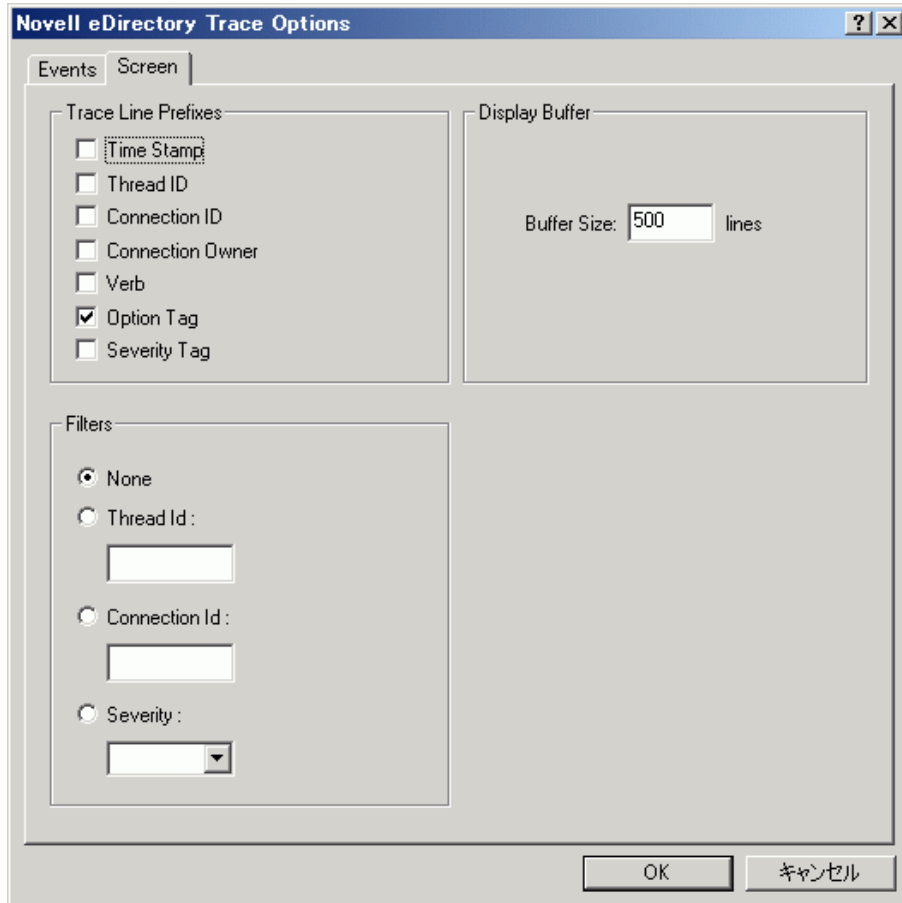 Novell eDirectory Trace Options
Events
Screen
Trace Line Prefixes
Time Stamp
Thread ID
Connection ID
Connection Owner
Verb
Option Tag
Severity Tag
Display Buffer
Buffer Size: 500 lines
Filters
None
Thread Id :
Connection Id :
Severity :
OK
キャンセル